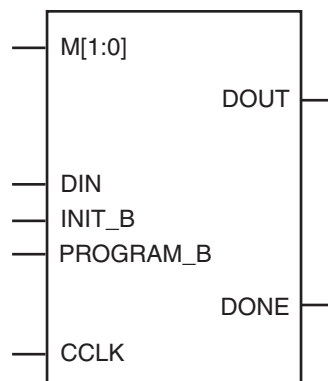 M[1:0]
DOUT
DIN
INIT_B
PROGRAM_B
DONE
CCLK